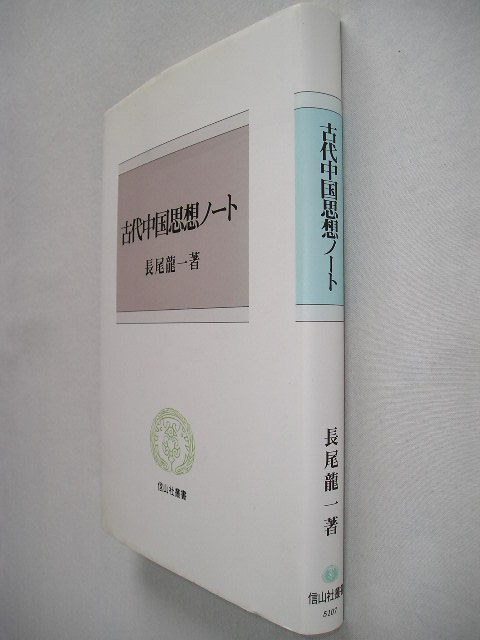 古代中国思想ノート
長尾龍一著
信山社叢書
古代中国思想ノート
長尾龍一著
信山社叢書
5107